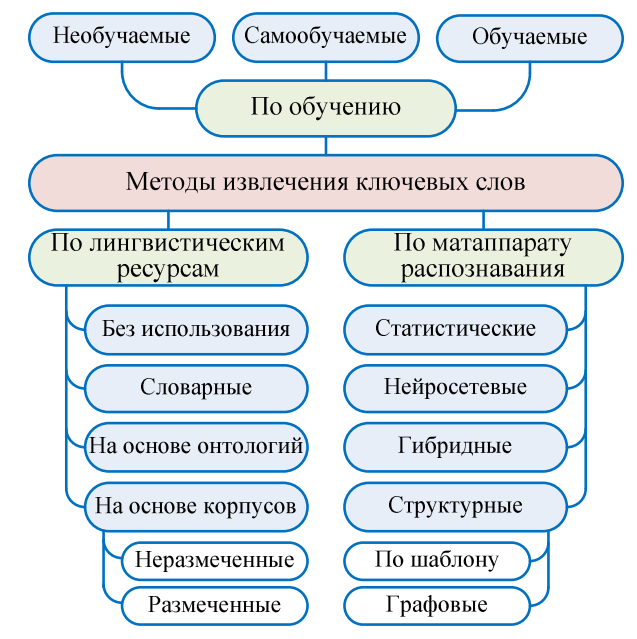 Необучаемые
Самообучаемые
Обучаемые
По обучению
Методы извлечения ключевых слов
По лингвистическим
ресурсам
Без использования
Словарные
На основе онтологий
На основе корпусов
Неразмеченные
Размеченные
По матаппарату
распознавания
Статистические
Нейросетевые
Гибридные
Структурные
По шаблону
Графовые